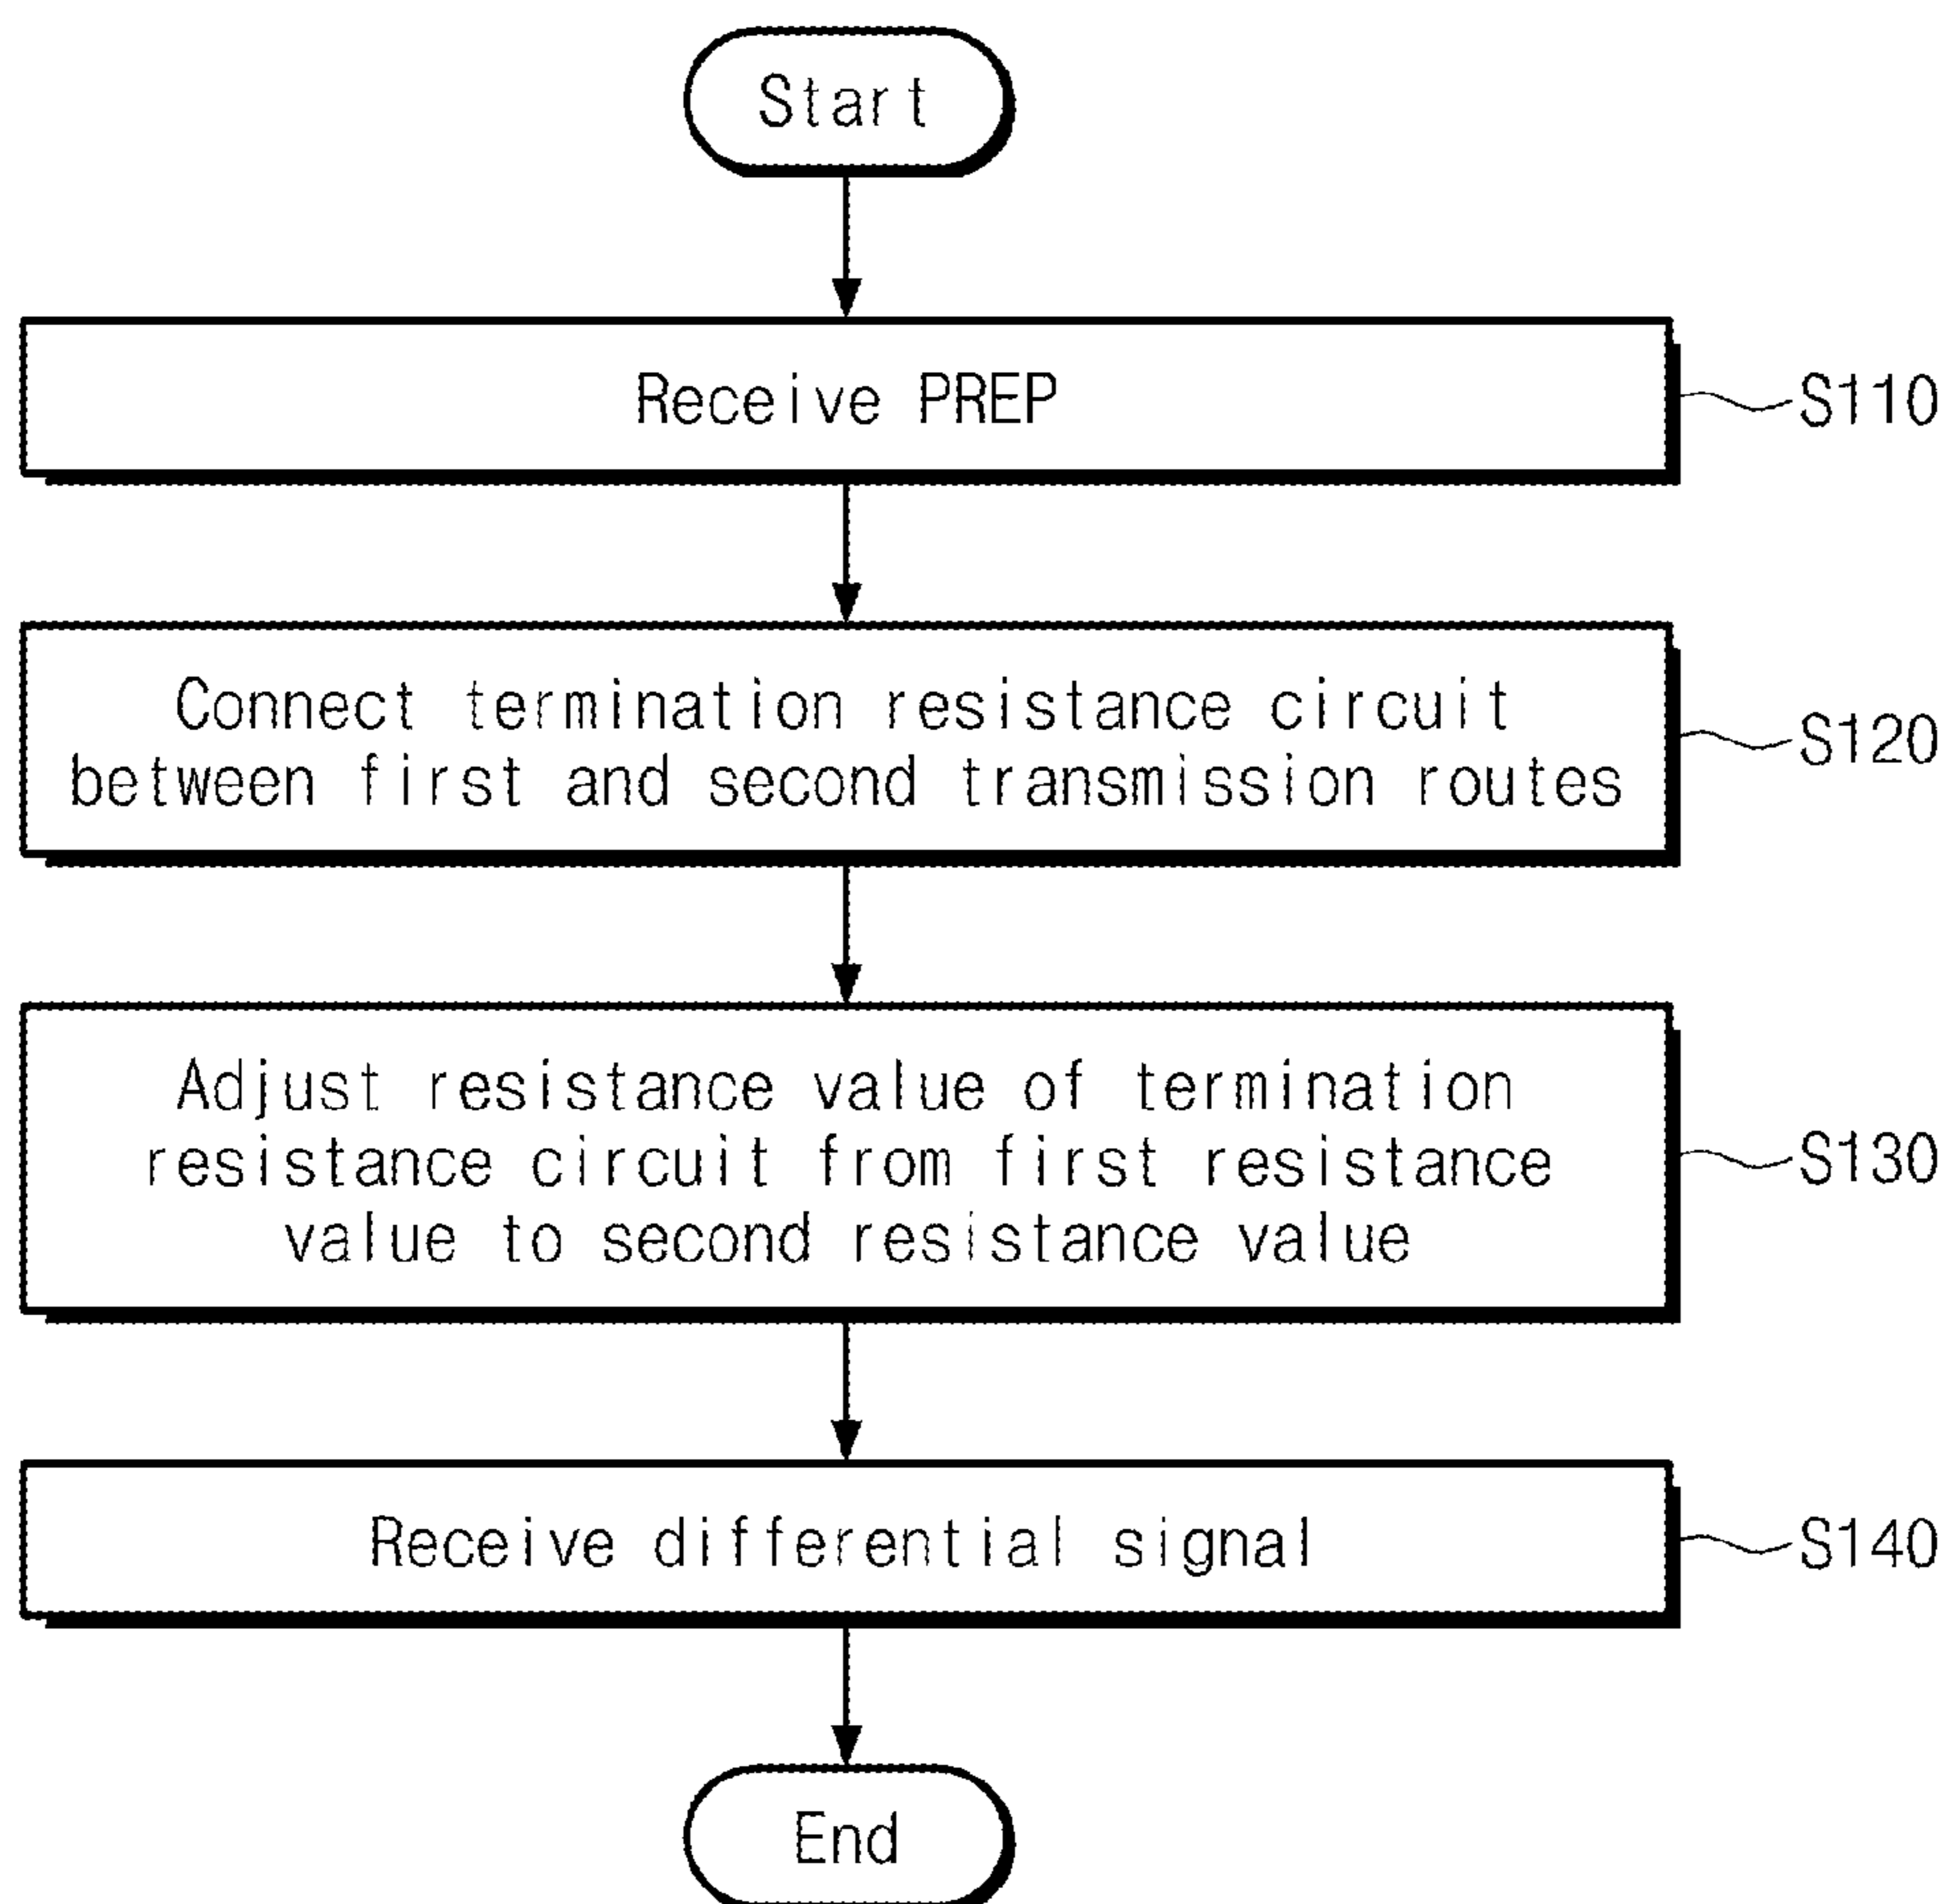 Start
Receive PREP
S110
Connect termination resistance circuit
between first and second transmission routes
S120
Adjust resistance value of termination
resistance circuit from first resistance
value to second resistance value
S130
Receive differential signal
S140
End